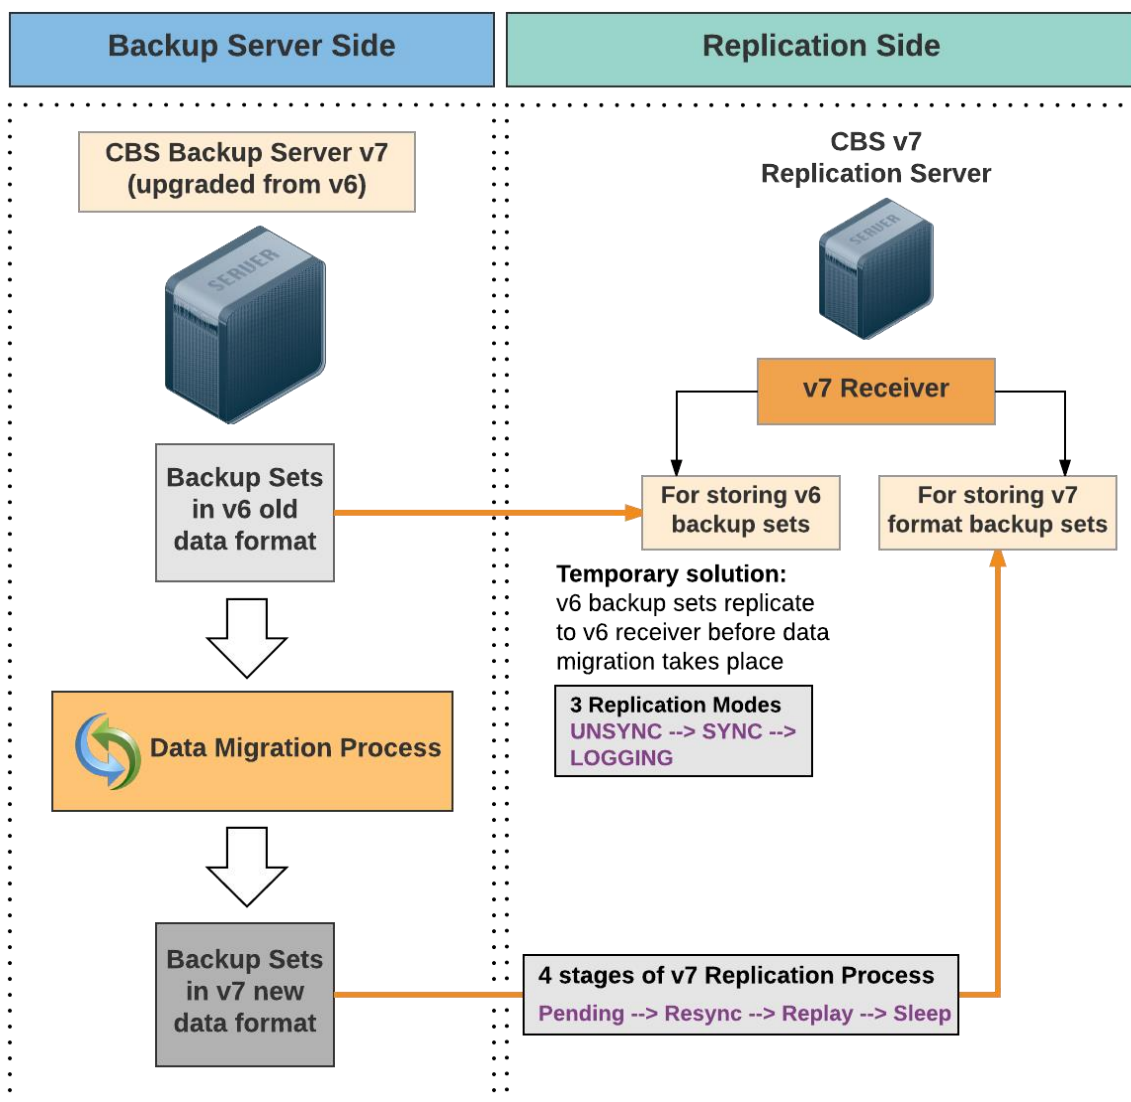 Backup Server Side
Replication Side
CBS Backup Server v7
(upgraded from v6)
SERVER
Backup Sets
in v6 old
data format
Data Migration Process
Backup Sets
in v7 new
data format
CBS v7
Replication Server
SERVER
v7 Receiver
For storing v6
backup sets
For storing v7
format backup sets
Temporary solution:
v6 backup sets replicate
to v6 receiver before data
migration takes place
3 Replication Modes
UNSYNC --> SYNC -->
LOGGING
4 stages of v7 Replication Process
Pending --> Resync --> Replay --> Sleep